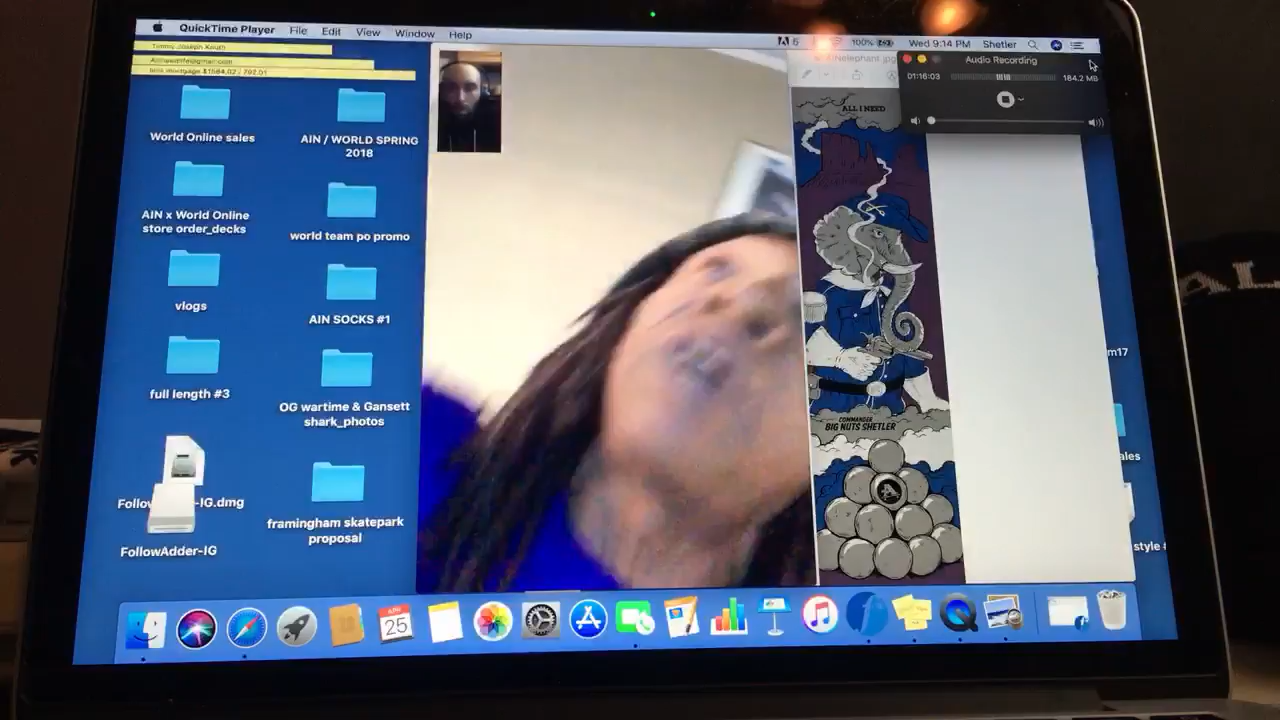 QuickTime Player File Edit View Window Help
100% Wed 9:14 PM Shetler
Audio Recording
01:16:03 184.2 MB
World Online sales
AIN / WORLD SPRING
2018
AIN x World Online
store order_decks
world team po promo
vlogs
AIN SOCKS #1
full length #3
OG wartime & Gansett
shark_photos
-IG.dmg
FollowAdder-IG
framingham skatepark
proposal
ALL I NEED
COMMANDER
BIG NUTS SHETLER
m17
ales
style #
25
AL